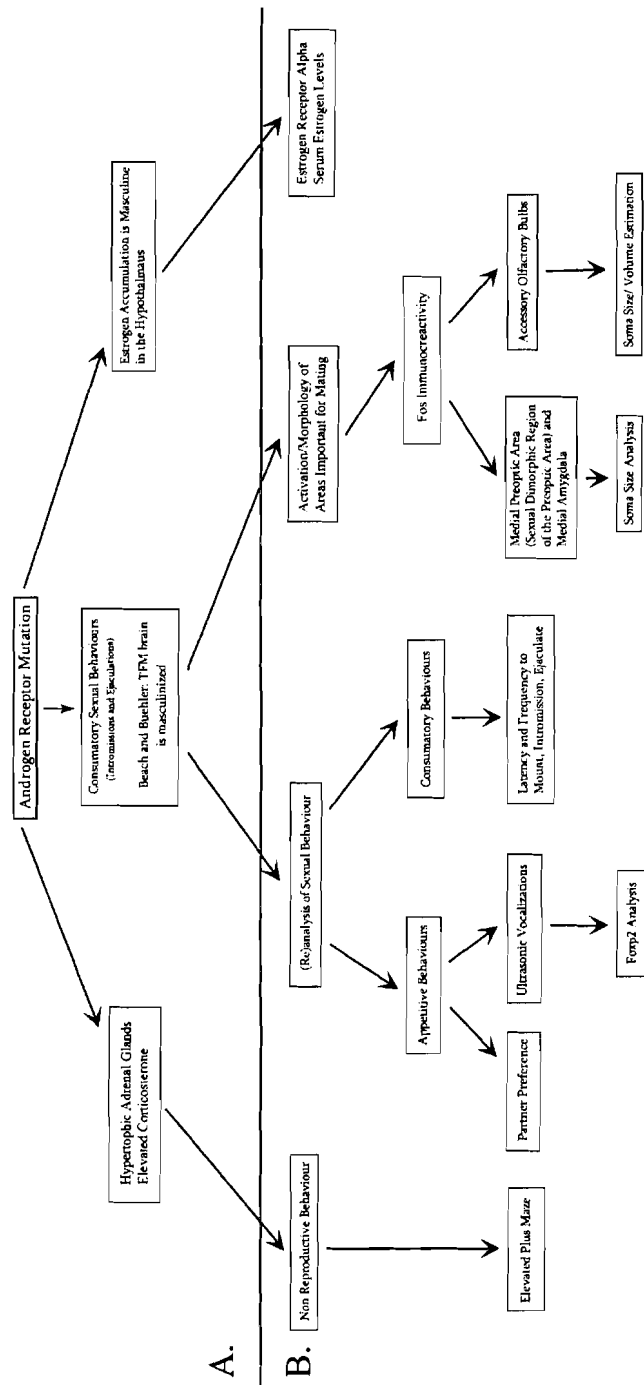 A.
Androgen Receptor Mutation
Hypertophic Adrenal Glands
Elevated Corticosterone
Consumatory Sexual Behaviours
(Intromissions and Ejaculations)
Beach and Buehler: TFM brain
is masculinized
Estrogen Accumulation is Masculine
in the Hypothalmaus
B.
Non Reproductive Behaviour
(Re)analysis of Sexual Behaviour
Activation/Morphology of
Areas Important for Mating
Estrogen Receptor Alpha
Serum Estrogen Levels
Appetitive Behaviours
Consumatory Behaviours
Fos Immunocreactivity
Elevated Plus Maze
Partner Preference
Ultrasonic Vocalizations
Latency and Frequency to
Mount, Intromission, Ejaculate
Medial Preoptic Area
(Sexual Dimorphic Region
of the Preoptic Area) and
Medial Amygdala
Accessory Olfactory Bulbs
Foxp2 Analysis
Soma Size Analysis
Soma Size/ Volume Estimation